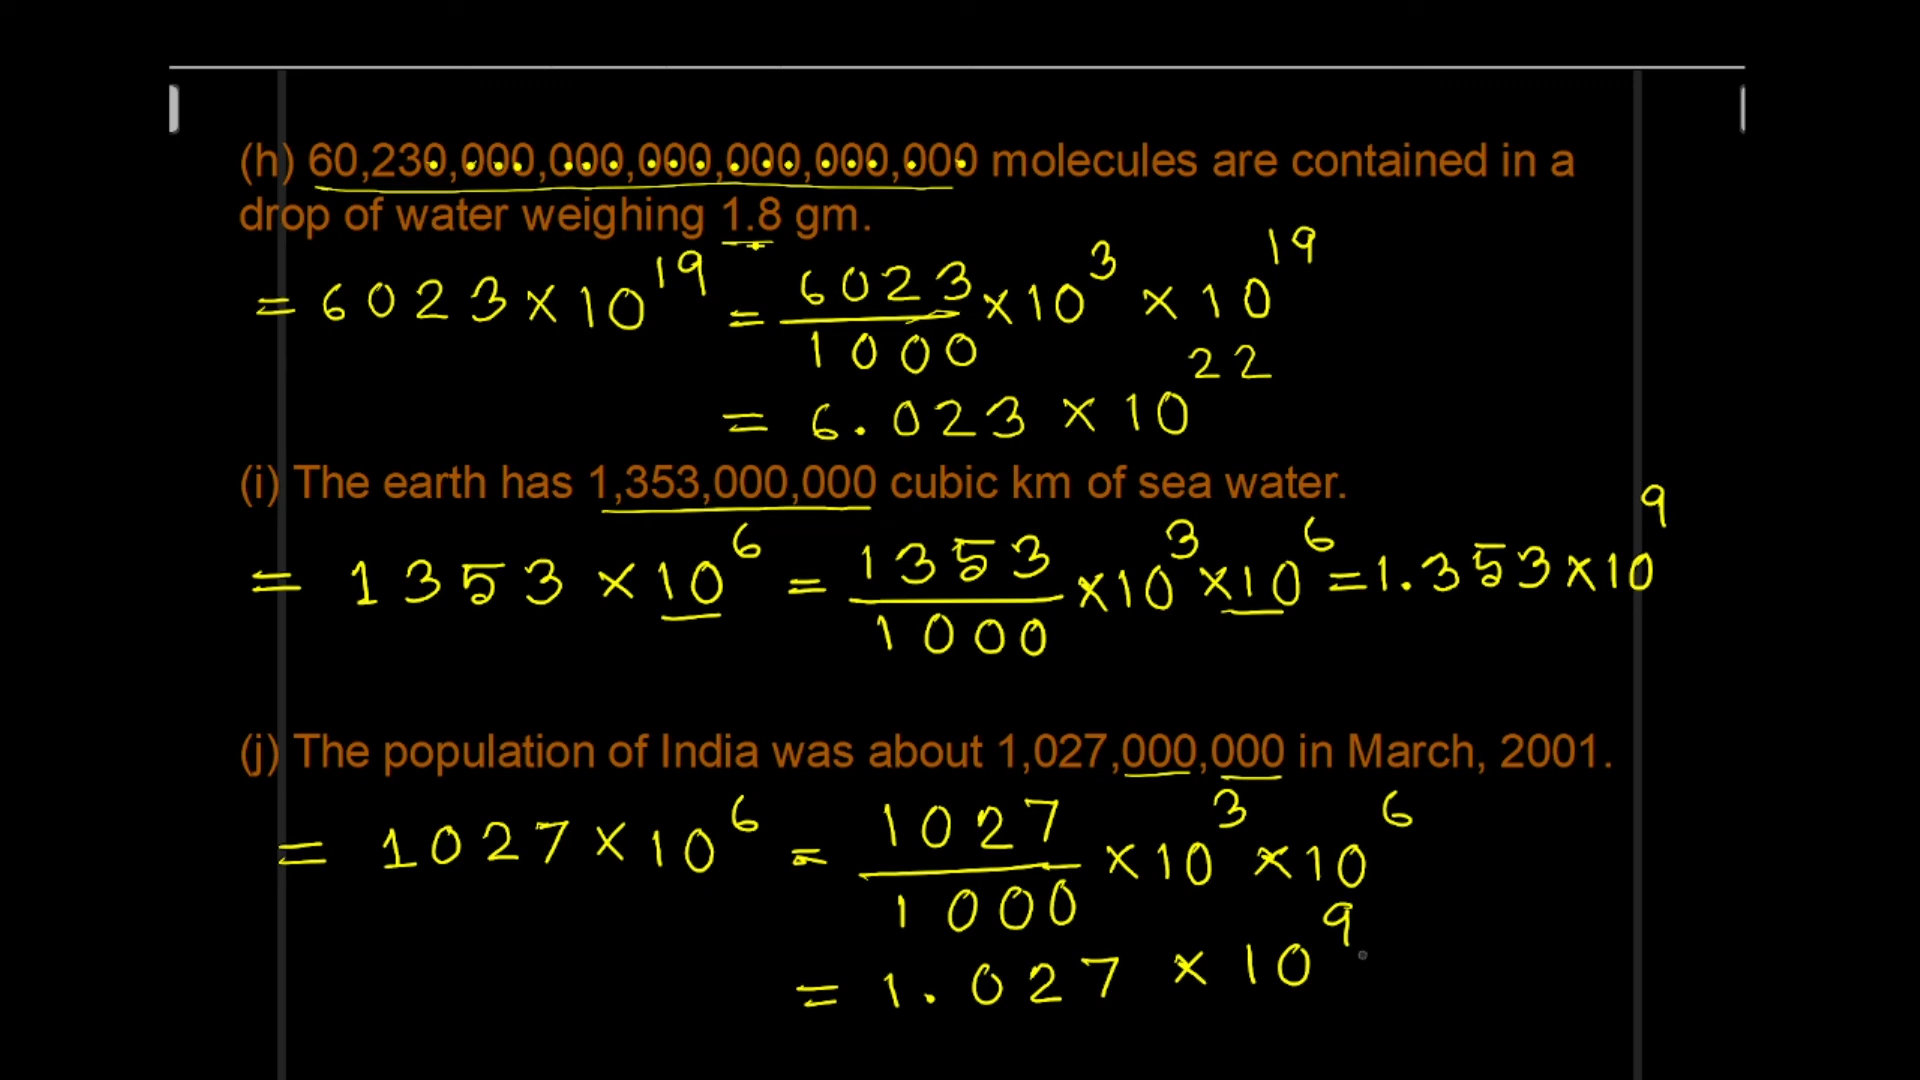 (h) 60,230,000,000,000,000,000,000 molecules are contained in a
drop of water weighing 1.8 gm.
= 6023 × 10^19 = 6023/1000 × 10^3 × 10^19
= 6.023 × 10^22
(i) The earth has 1,353,000,000 cubic km of sea water.
= 1353 × 10^6 = 1353/1000 × 10^3 × 10^6 = 1.353 × 10^9
(j) The population of India was about 1,027,000,000 in March, 2001.
= 1027 × 10^6 = 1027/1000 × 10^3 × 10^6
= 1.027 × 10^9